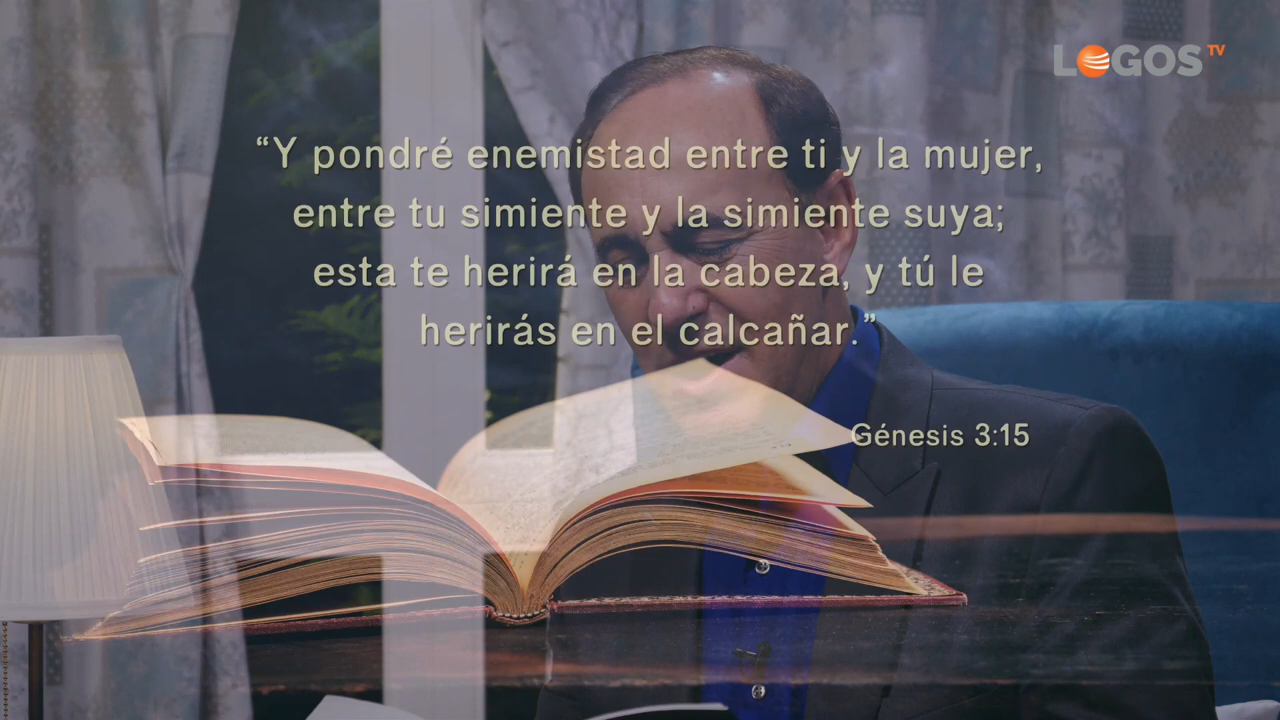 LOGOS TV
“Y pondré enemistad entre ti y la mujer,
entre tu simiente y la simiente suya;
esta te herirá en la cabeza, y tú le
herirás en el calcañar.”
Génesis 3:15